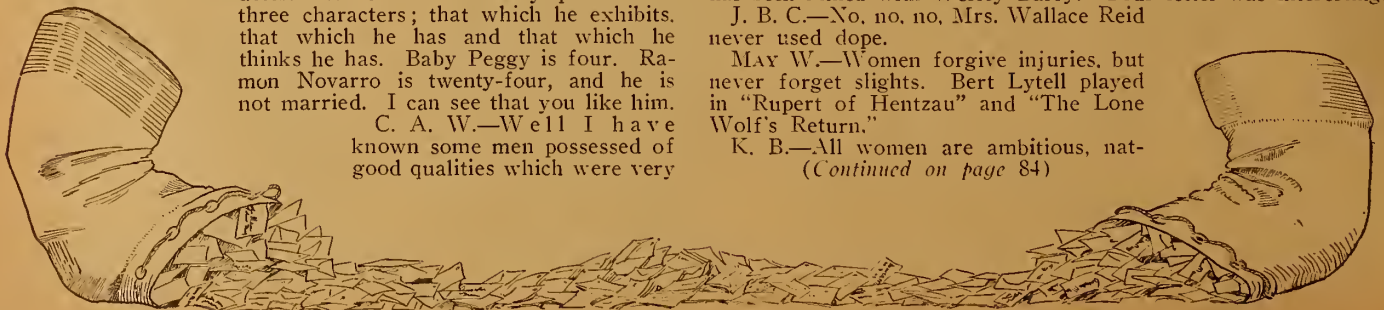 three characters; that which he exhibits,
that which he has and that which he
thinks he has. Baby Peggy is four. Ra-
mon Novarro is twenty-four, and he is
not married. I can see that you like him.
C. A. W.—Well I have
known some men possessed of
good qualities which were very
J. B. C.—No, no, no, Mrs. Wallace Reid
never used dope.
MAY W.—Women forgive injuries, but
never forget slights. Bert Lytell played
in "Rupert of Hentzau" and "The Lone
Wolf's Return."
K. B.—All women are ambitious, nat-
(Continued on page 84)